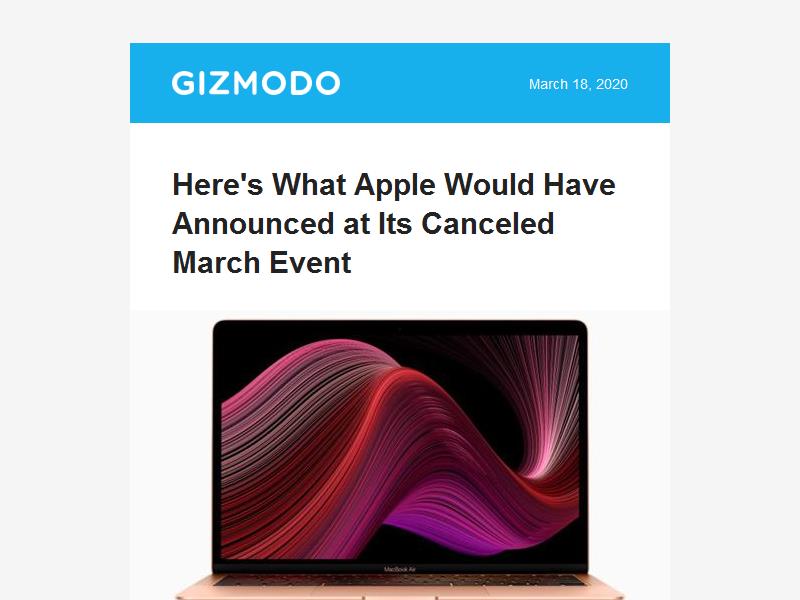 GIZMODO
March 18, 2020
Here's What Apple Would Have
Announced at Its Canceled
March Event
MacBook Air